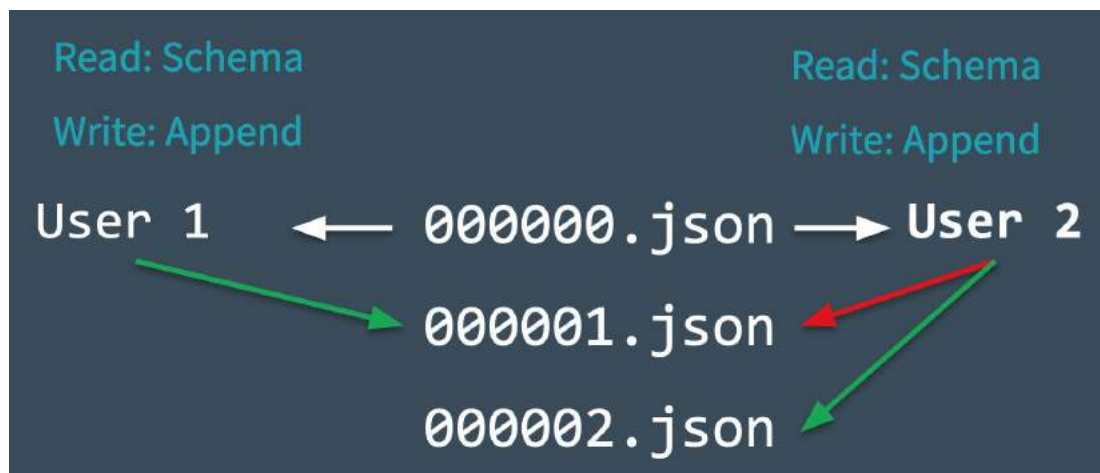 Read: Schema
Write: Append
Read: Schema
Write: Append
User 1
000000.json
User 2
000001.json
000002.json